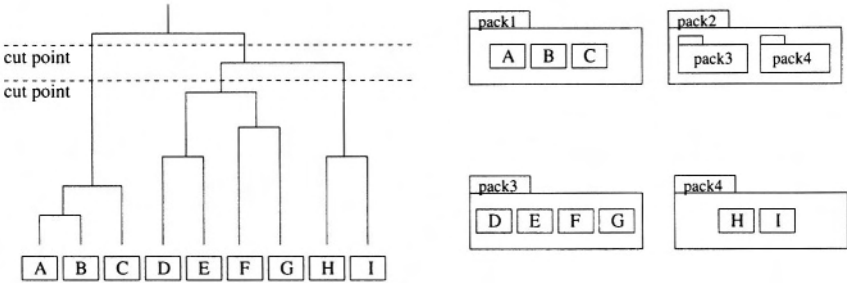 cut point
cut point
A B C D E F G H I
pack1
A B C
pack2
pack3 pack4
pack3
D E F G
pack4
H I